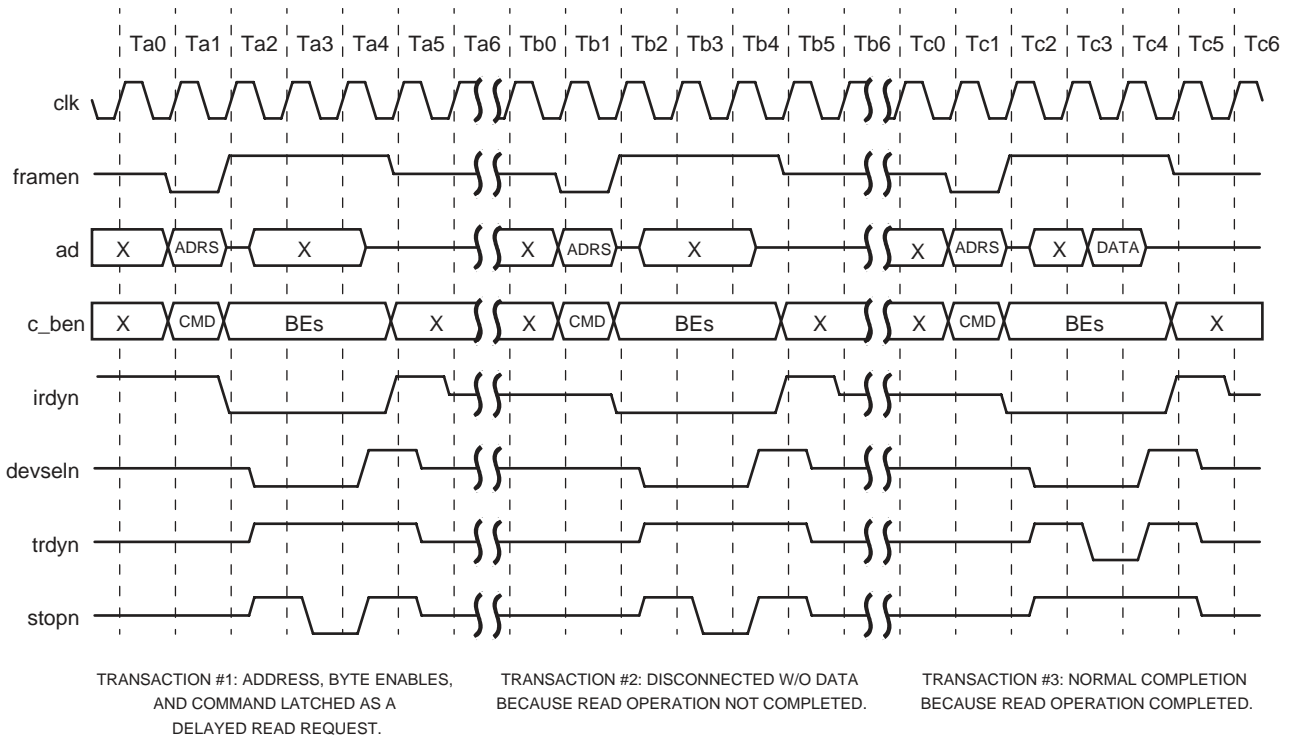 Ta0 Ta1 Ta2 Ta3 Ta4 Ta5 Ta6 Tb0 Tb1 Tb2 Tb3 Tb4 Tb5 Tb6 Tc0 Tc1 Tc2 Tc3 Tc4 Tc5 Tc6
clk
framen
ad X ADRS X X ADRS X X ADRS X DATA
c_ben X CMD BEs X X CMD BEs X X CMD BEs X
irdyn
devseln
trdyn
stopn
TRANSACTION #1: ADDRESS, BYTE ENABLES,
AND COMMAND LATCHED AS A
DELAYED READ REQUEST.
TRANSACTION #2: DISCONNECTED W/O DATA
BECAUSE READ OPERATION NOT COMPLETED.
TRANSACTION #3: NORMAL COMPLETION
BECAUSE READ OPERATION COMPLETED.